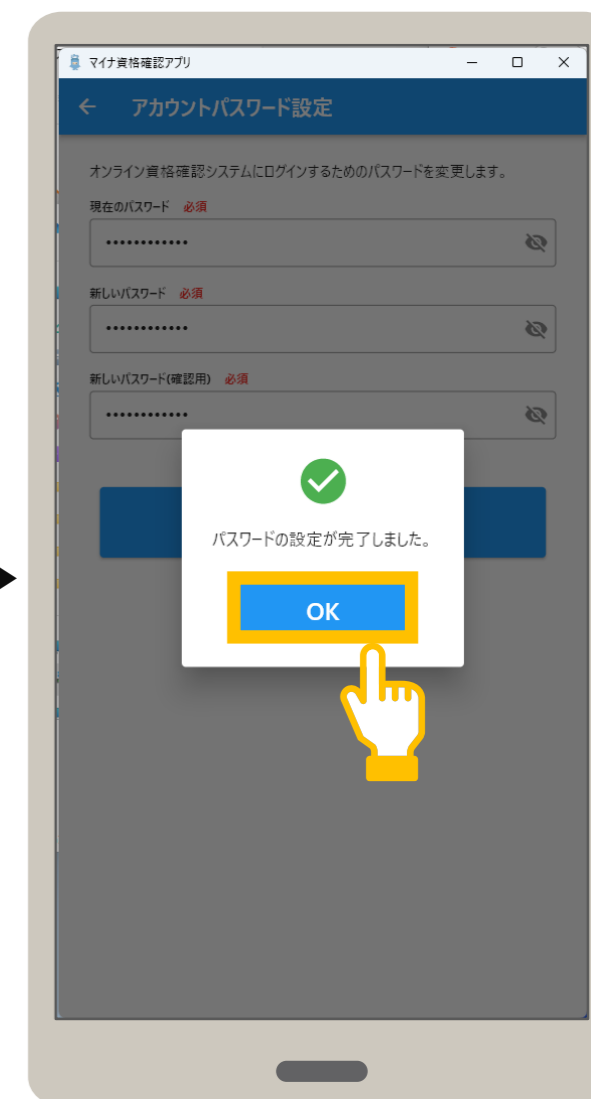 マイナ資格確認アプリ
アカウントパスワード設定
オンライン資格確認システムにログインするためのパスワードを変更します。
現在のパスワード 必須
••••••••••••
新しいパスワード 必須
••••••••••••
新しいパスワード(確認用) 必須
••••••••••••
パスワードの設定が完了しました。
OK